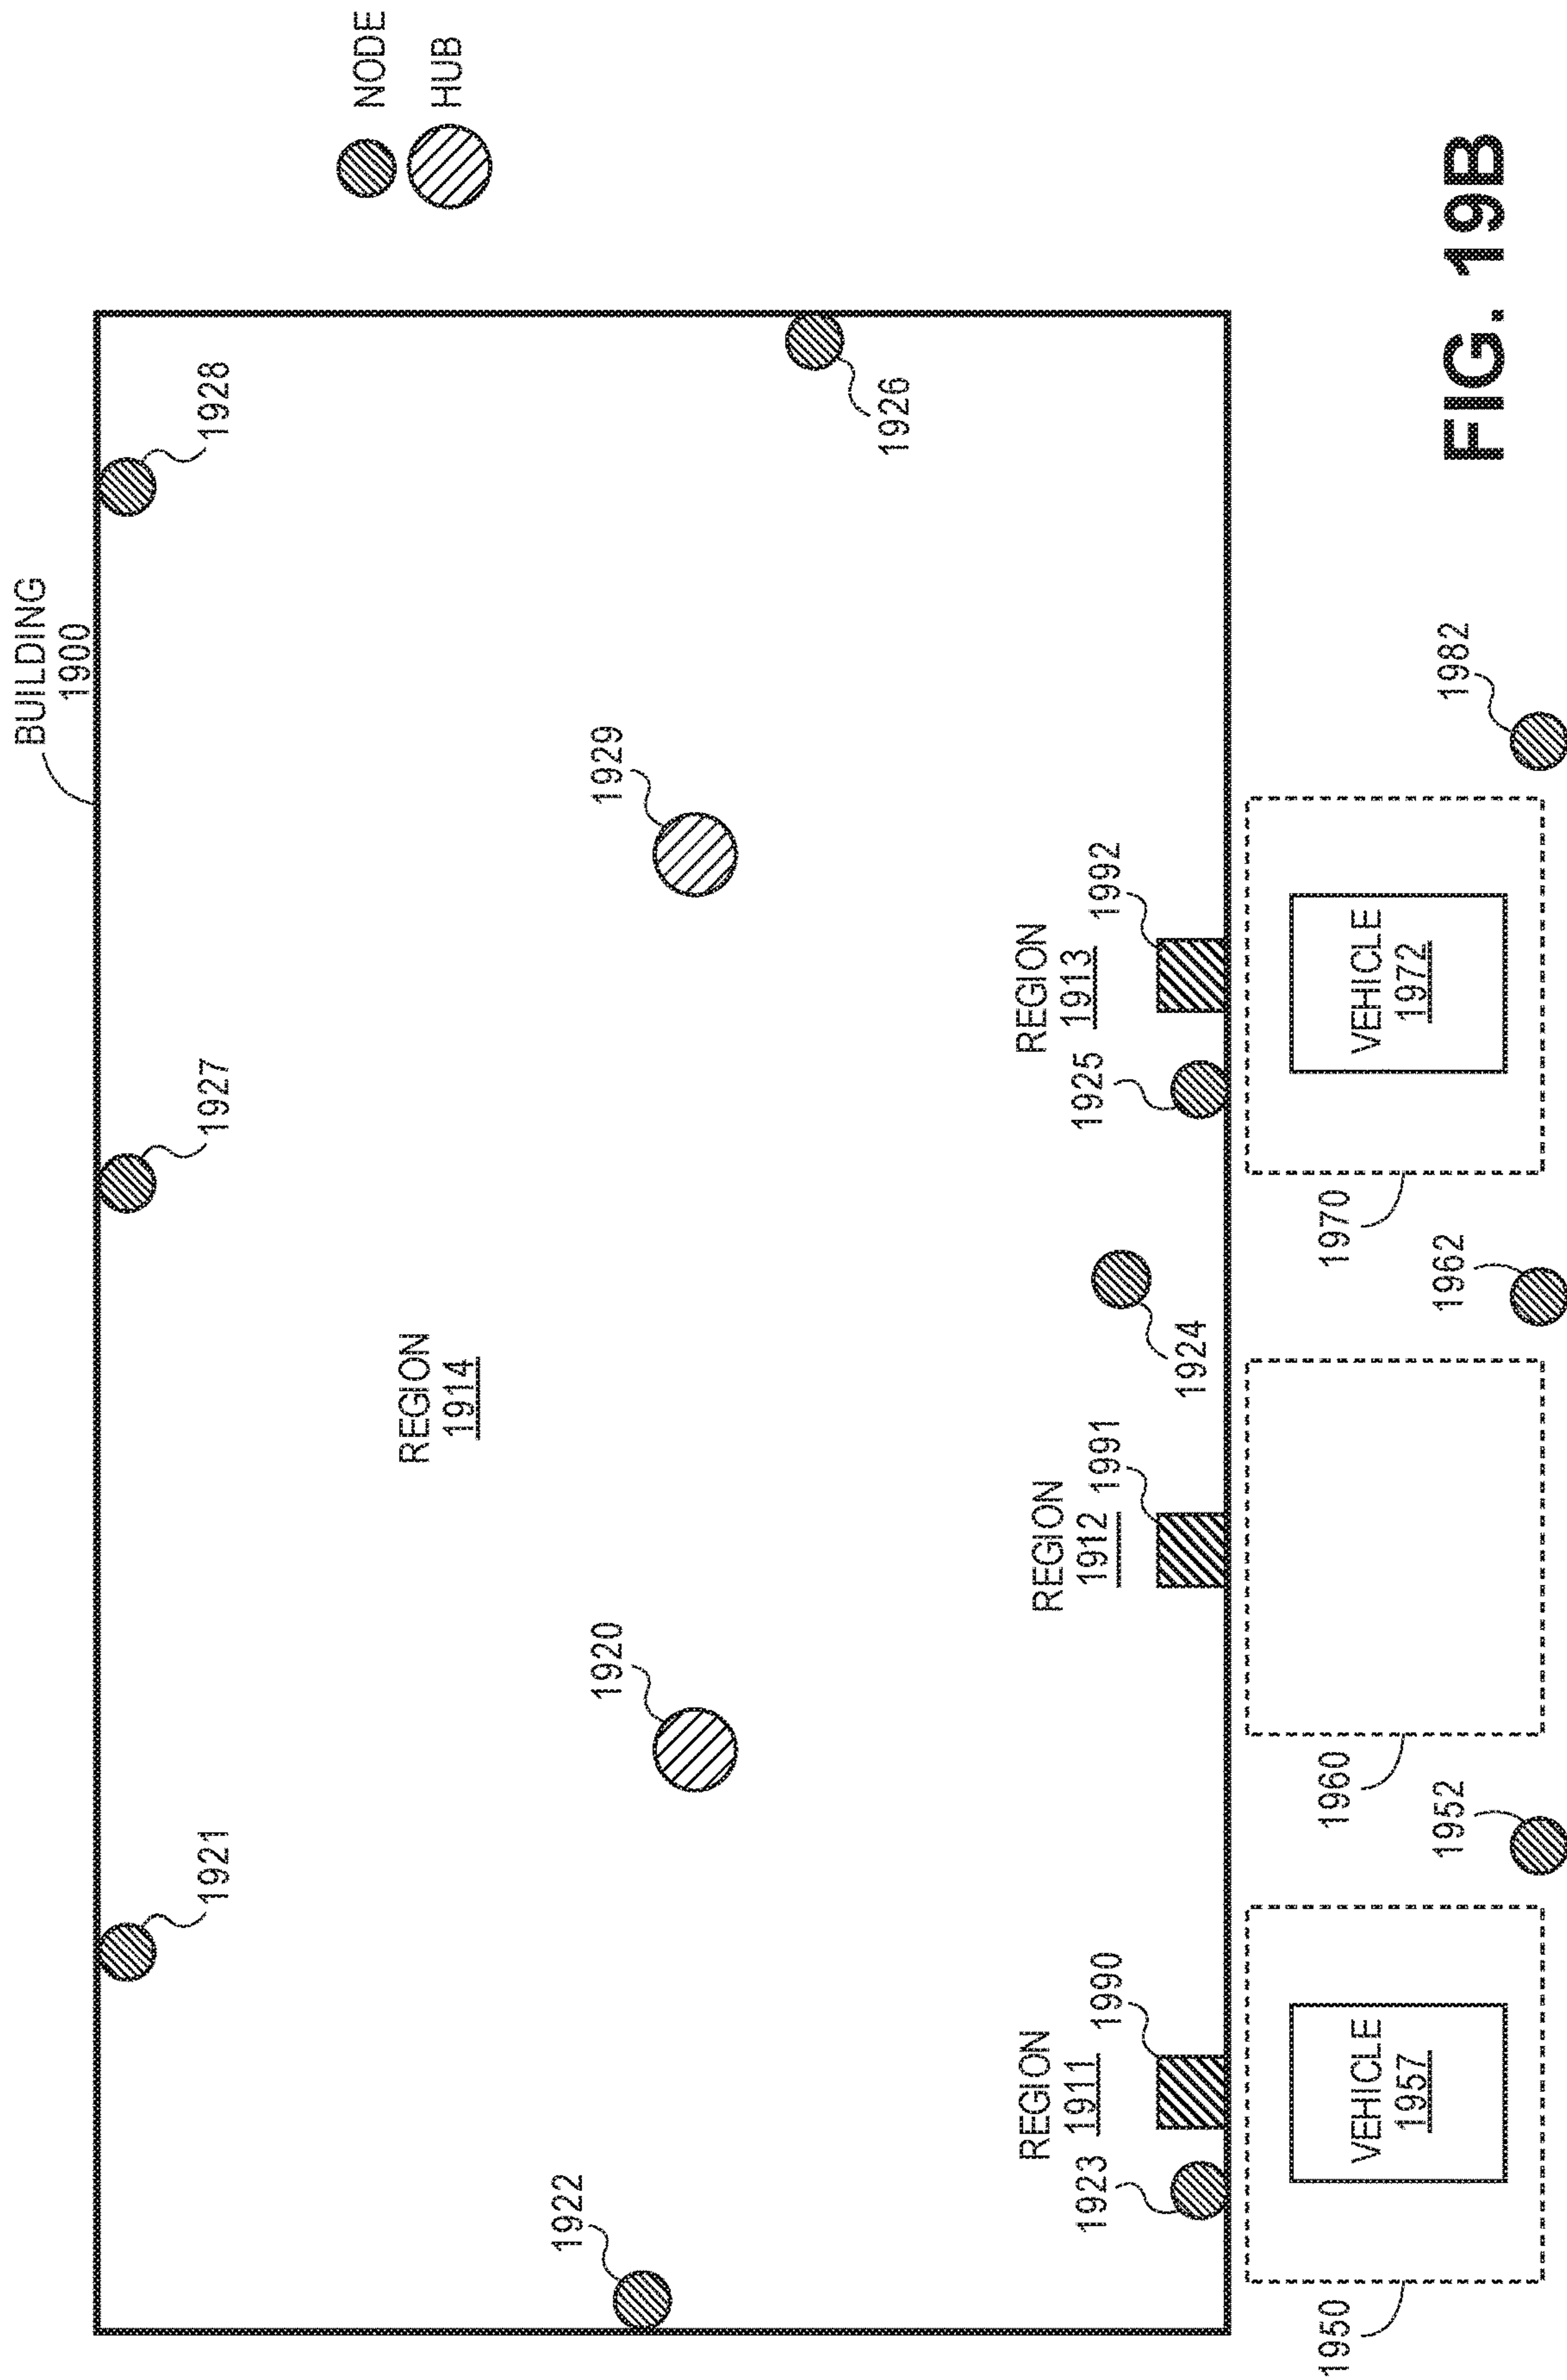 BUILDING
1900
NODE
HUB
1921
1927
1928
REGION
1914
1922
1920
1929
1926
REGION
1911
REGION
1912
REGION
1913
1923
1990
1991
1924
1925
1992
VEHICLE
1957
VEHICLE
1972
1950
1960
1970
1952
1962
1982
FIG. 19B